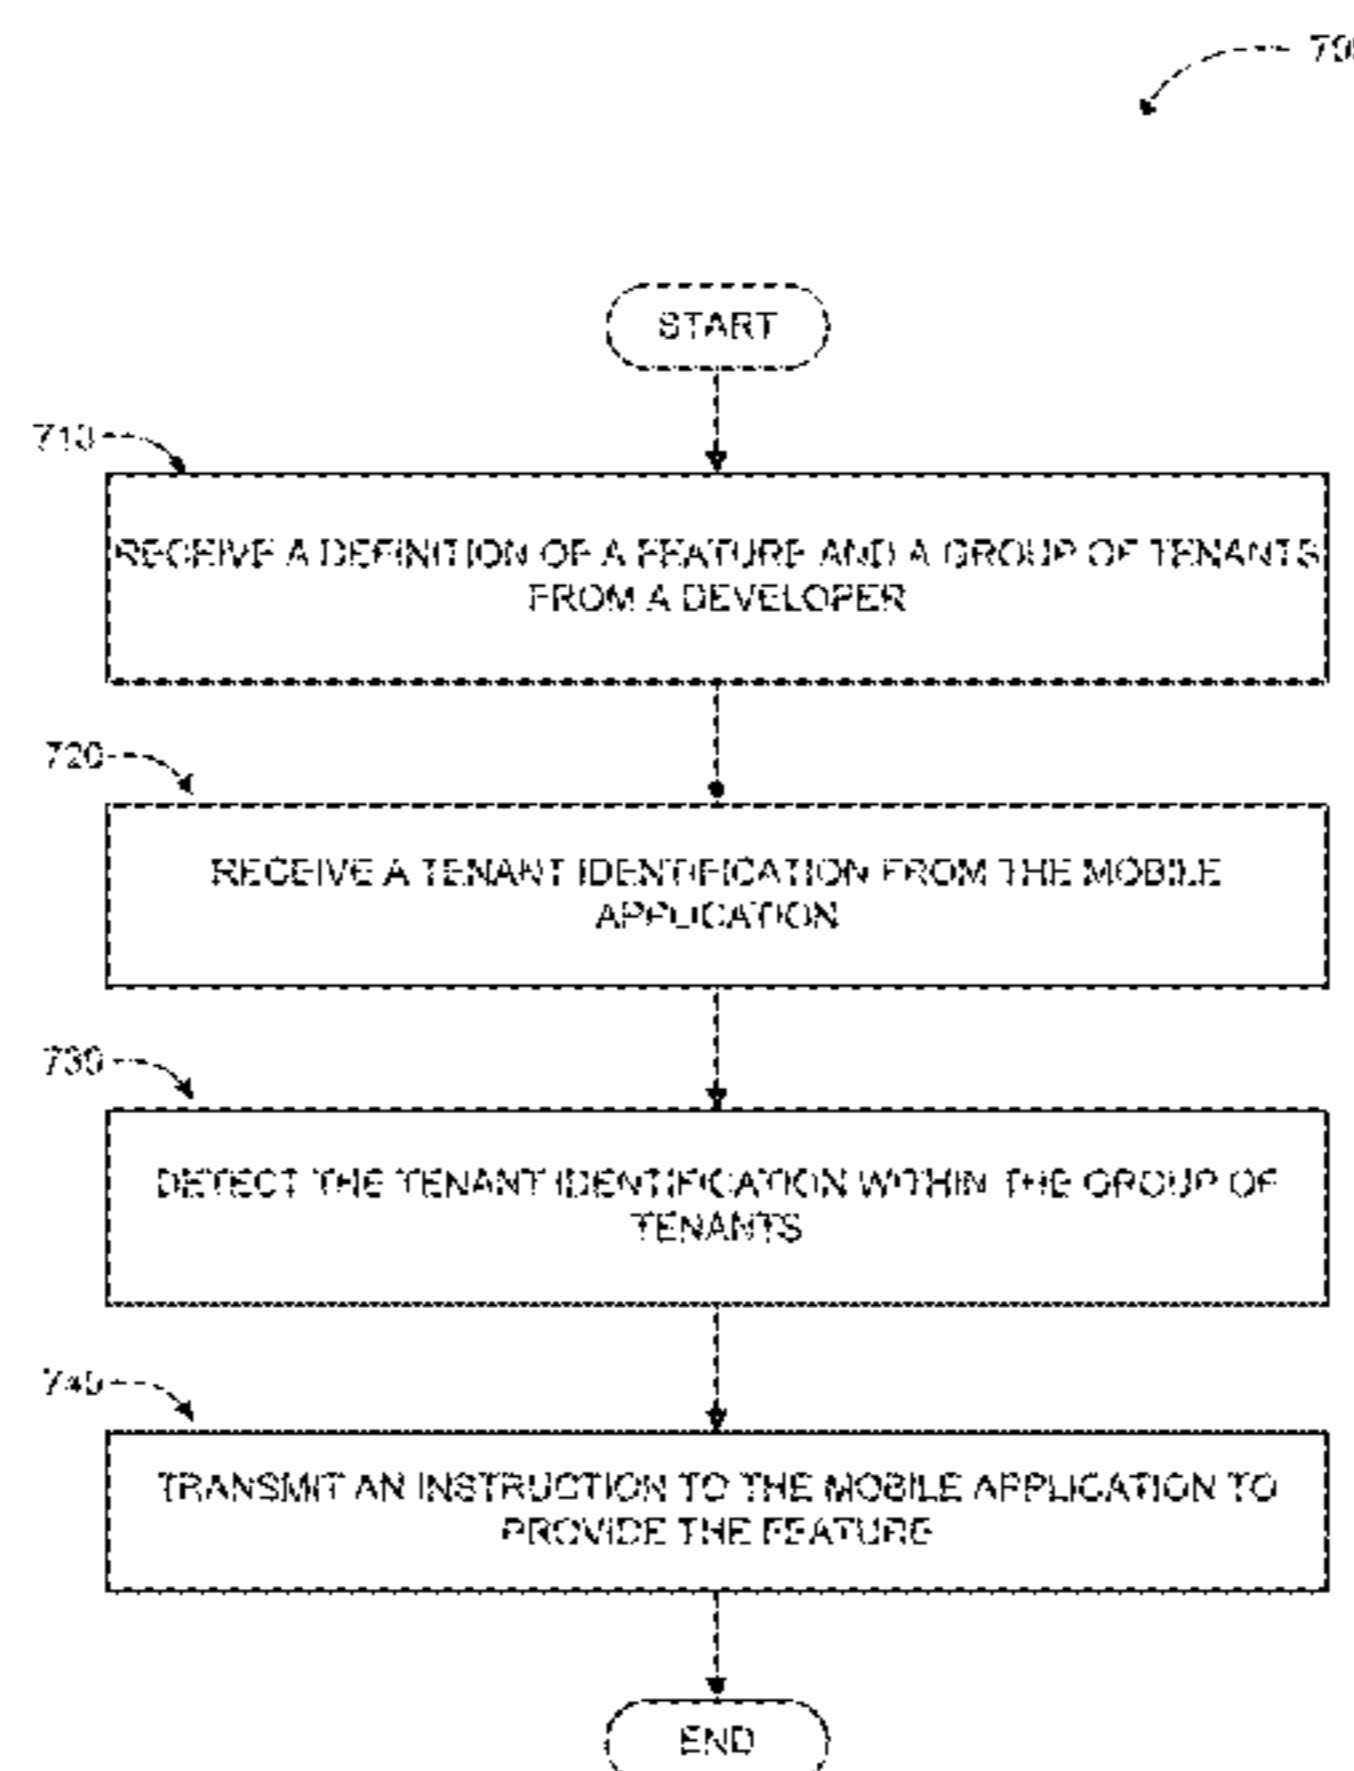 START
710
RECEIVE A DEFINITION OF A FEATURE AND A GROUP OF TENANTS
FROM A DEVELOPER
720
RECEIVE A TENANT IDENTIFICATION FROM THE MOBILE
APPLICATION
730
DETECT THE TENANT IDENTIFICATION WITHIN THE GROUP OF
TENANTS
740
TRANSMIT AN INSTRUCTION TO THE MOBILE APPLICATION TO
PROVIDE THE FEATURE
END